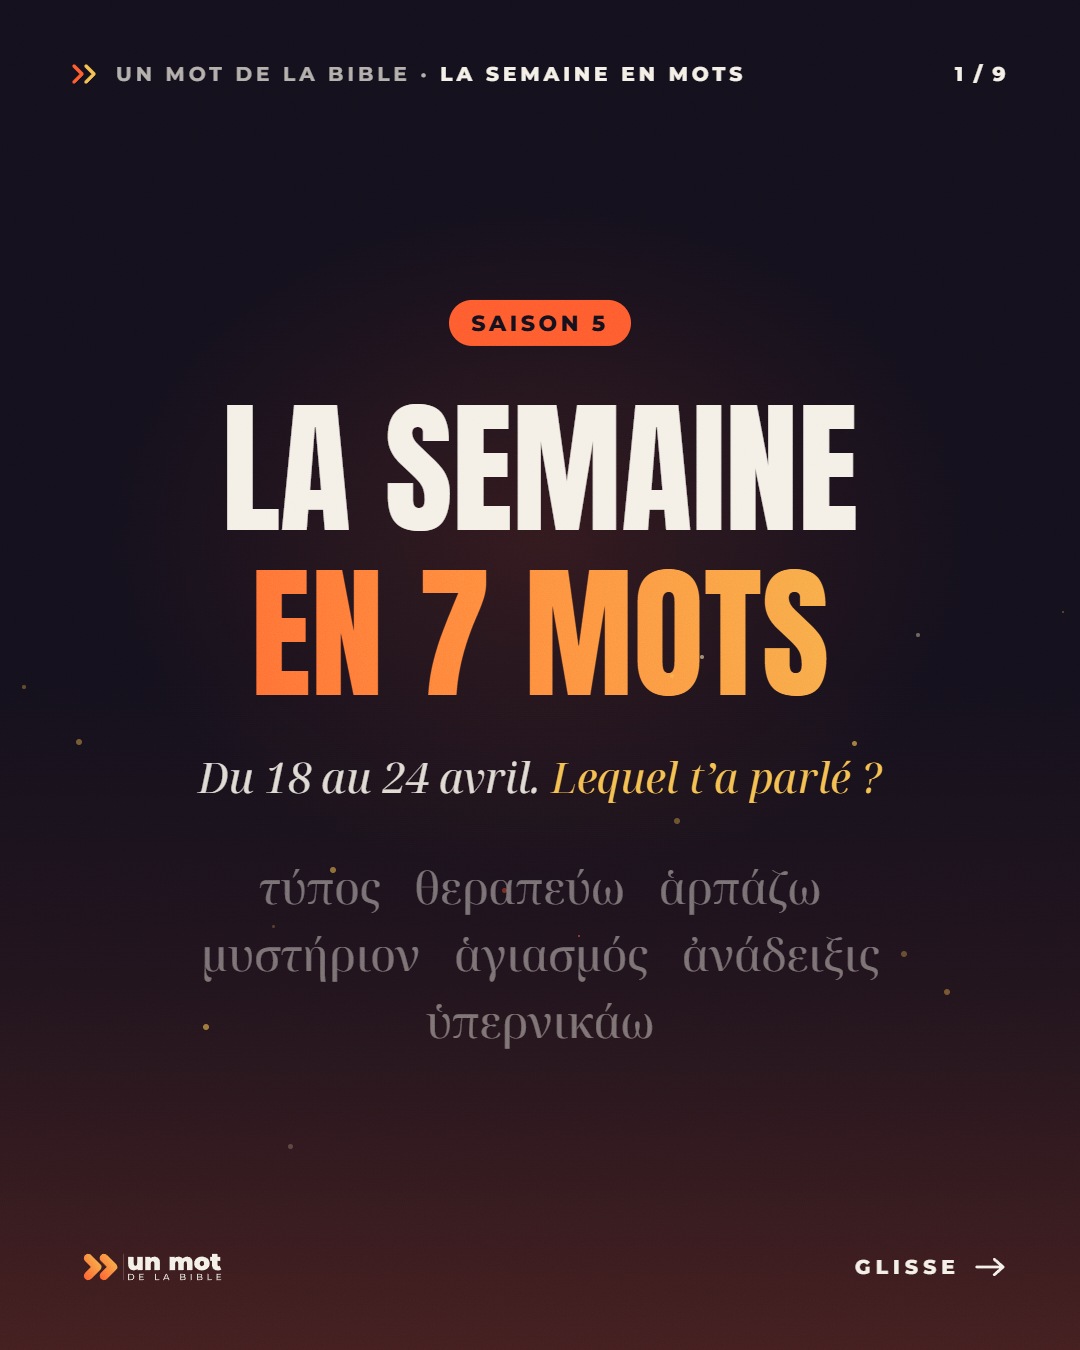 UN MOT DE LA BIBLE · LA SEMAINE EN MOTS
1 / 9
SAISON 5
LA SEMAINE
EN 7 MOTS
Du 18 au 24 avril. Lequel t’a parlé ?
τύπος θεραπεύω ἁρπάζω
μυστήριον ἁγιασμός ἀνάδειξις
ὑπερνικάω
un mot
DE LA BIBLE
GLISSE →